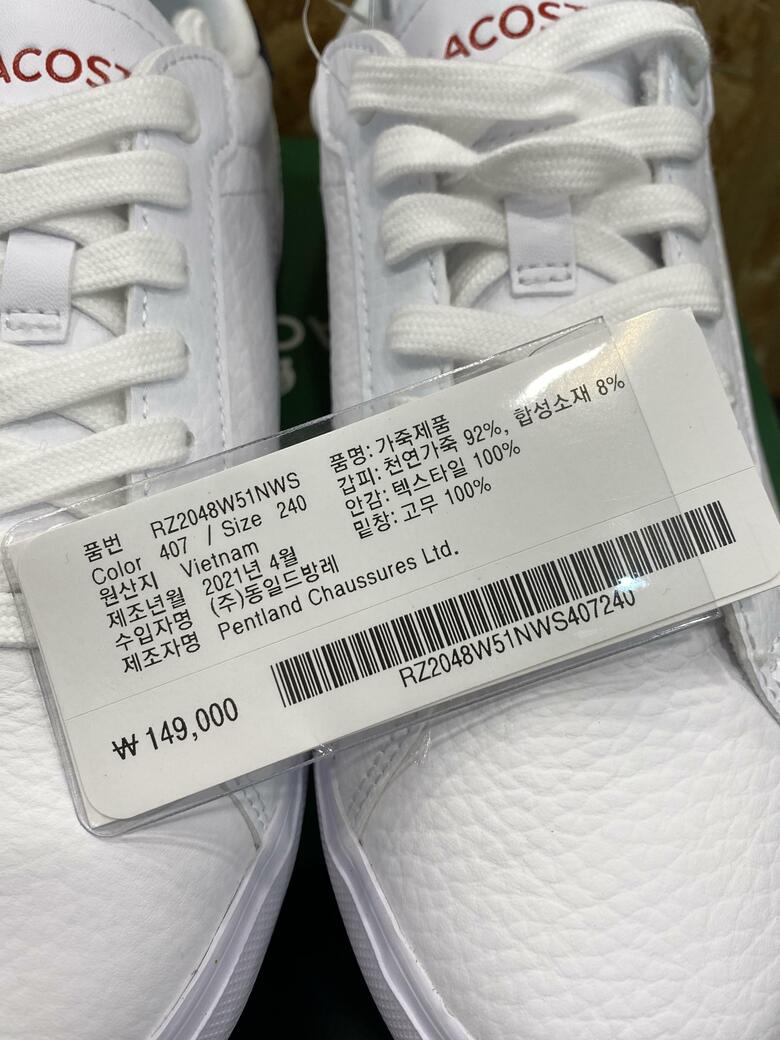 ACOST
ACOST
품번 RZ2048W51NWS
Color 407 / Size 240
원산지 Vietnam
제조년월 2021년 4월
수입자명 (주)동일드방레
제조자명 Pentland Chaussures Ltd.
품명: 가죽제품
갑피: 천연가죽 92%, 합성소재 8%
안감: 텍스타일 100%
밑창: 고무 100%
RZ2048W51NWS407240
₩ 149,000